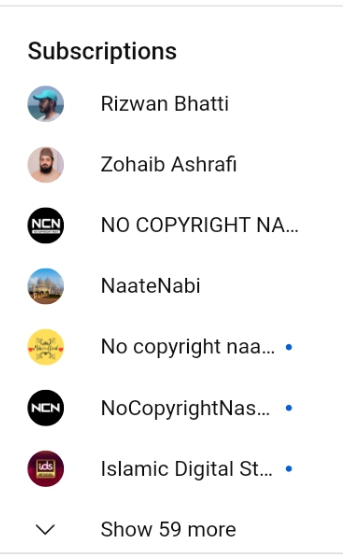 Subscriptions
Rizwan Bhatti
Zohaib Ashrafi
NCN
NO COPYRIGHT NA...
NaateNabi
No copyright naa...
NCN
NoCopyrightNas...
ids
Islamic Digital St...
Show 59 more